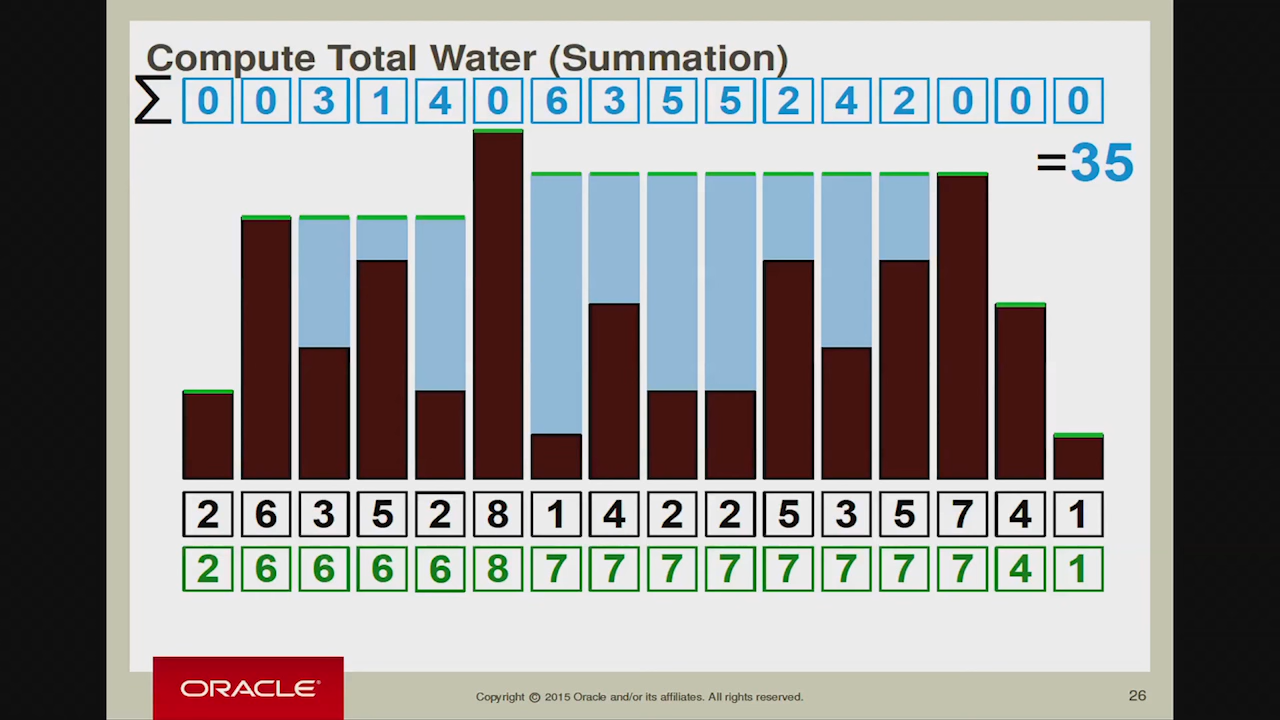 Compute Total Water (Summation)
∑ 0 0 3 1 4 0 6 3 5 5 2 4 2 0 0 0
=35
2 6 3 5 2 8 1 4 2 2 5 3 5 7 4 1
2 6 6 6 6 8 7 7 7 7 7 7 7 7 4 1
ORACLE®
Copyright © 2015 Oracle and/or its affiliates. All rights reserved.
26